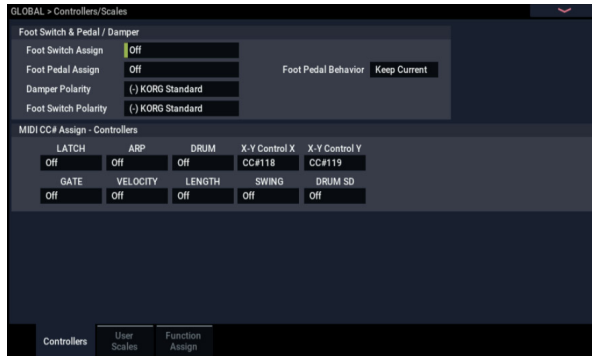 GLOBAL > Controllers/Scales
Foot Switch & Pedal / Damper
Foot Switch Assign Off
Foot Pedal Assign Off Foot Pedal Behavior Keep Current
Damper Polarity (-) KORG Standard
Foot Switch Polarity (-) KORG Standard
MIDI CC# Assign - Controllers
LATCH ARP DRUM X-Y Control X X-Y Control Y
Off Off Off CC#118 CC#119
GATE VELOCITY LENGTH SWING DRUM SD
Off Off Off Off Off
Controllers User Scales Function Assign